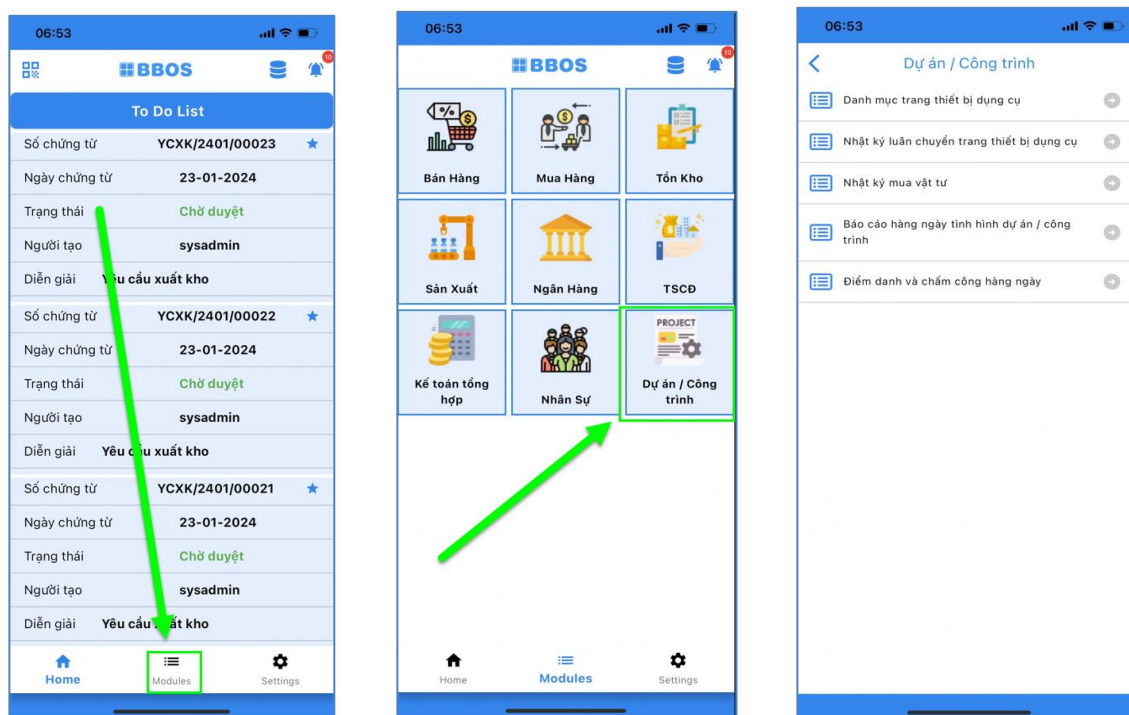 06:53
BBOS
10
To Do List
Số chứng từ YCXK/2401/00023
Ngày chứng từ 23-01-2024
Trạng thái Chờ duyệt
Người tạo sysadmin
Diễn giải Yêu cầu xuất kho
Số chứng từ YCXK/2401/00022
Ngày chứng từ 23-01-2024
Trạng thái Chờ duyệt
Người tạo sysadmin
Diễn giải Yêu cầu xuất kho
Số chứng từ YCXK/2401/00021
Ngày chứng từ 23-01-2024
Trạng thái Chờ duyệt
Người tạo sysadmin
Diễn giải Yêu cầu xuất kho
Home Modules Settings
06:53
BBOS
10
Bán Hàng Mua Hàng Tồn Kho
Sản Xuất Ngân Hàng TSCĐ
PROJECT
Kế toán tổng
hợp
Nhân Sự
Dự án / Công
trình
Home Modules Settings
06:53
Dự án / Công trình
Danh mục trang thiết bị dụng cụ
Nhật ký luân chuyển trang thiết bị dụng cụ
Nhật ký mua vật tư
Báo cáo hàng ngày tình hình dự án / công
trình
Điểm danh và chấm công hàng ngày